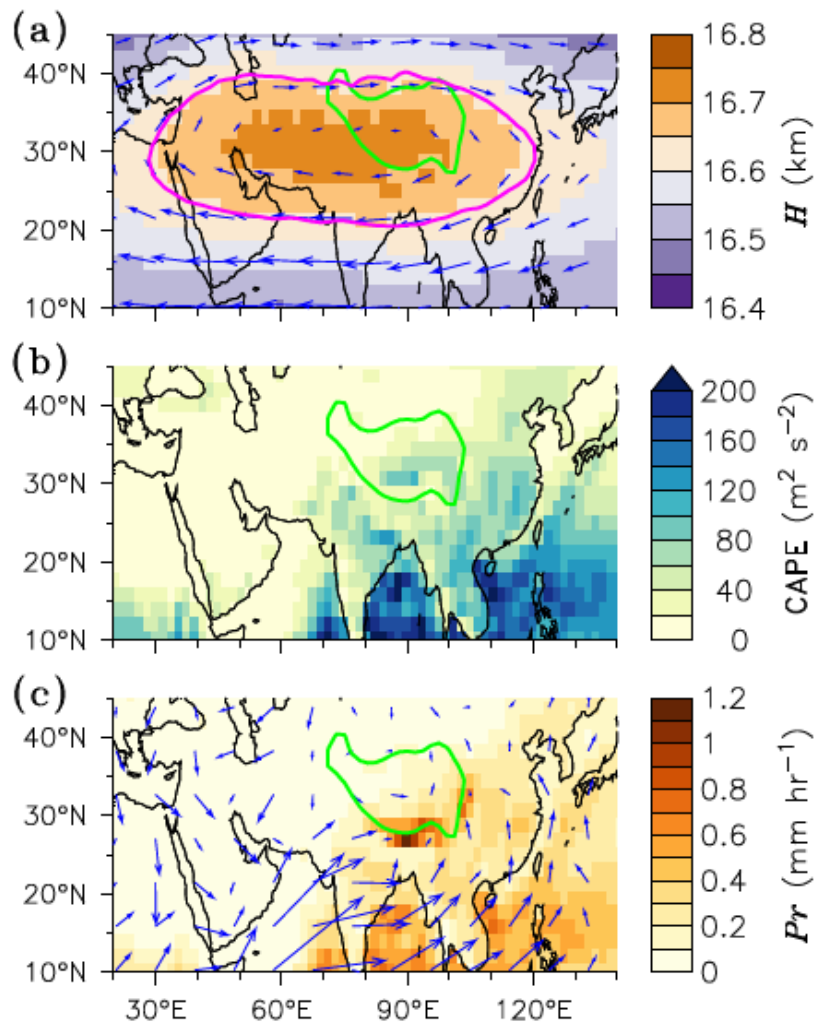 (a)
40°N
30°N
20°N
10°N
16.8
16.7
16.6
16.5
16.4
H (km)
(b)
40°N
30°N
20°N
10°N
200
160
120
80
40
0
CAPE (m² s⁻²)
(c)
40°N
30°N
20°N
10°N
30°E
60°E
90°E
120°E
1.2
1
0.8
0.6
0.4
0.2
0
Pr (mm hr⁻¹)